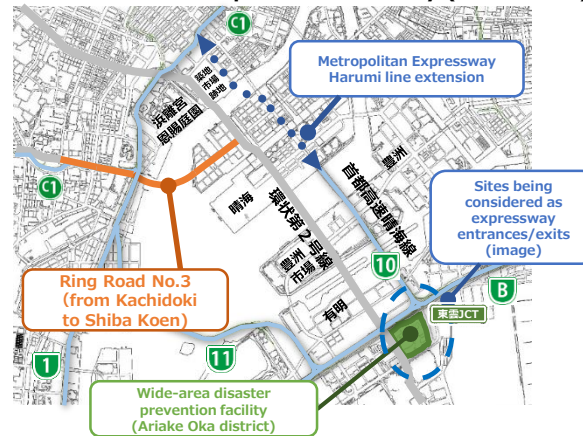 C1
Metropolitan Expressway
Harumi line extension
築地
市場
跡地
浜離宮
恩賜庭園
豊洲
首都高速晴海線
C1
晴海
環状第2号線
Sites being
considered as
expressway
entrances/exits
(image)
Ring Road No.3
(from Kachidoki
to Shiba Koen)
豊洲
市場
10
B
東雲JCT
有明
11
1
Wide-area disaster
prevention facility
(Ariake Oka district)